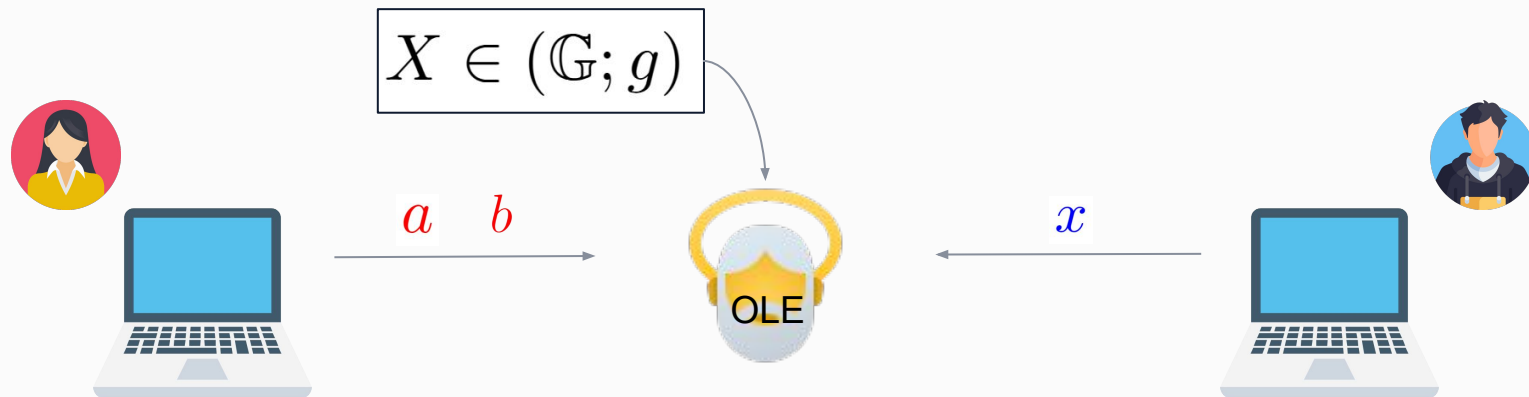 X ∈ (𝔾; g)
a b
x
OLE